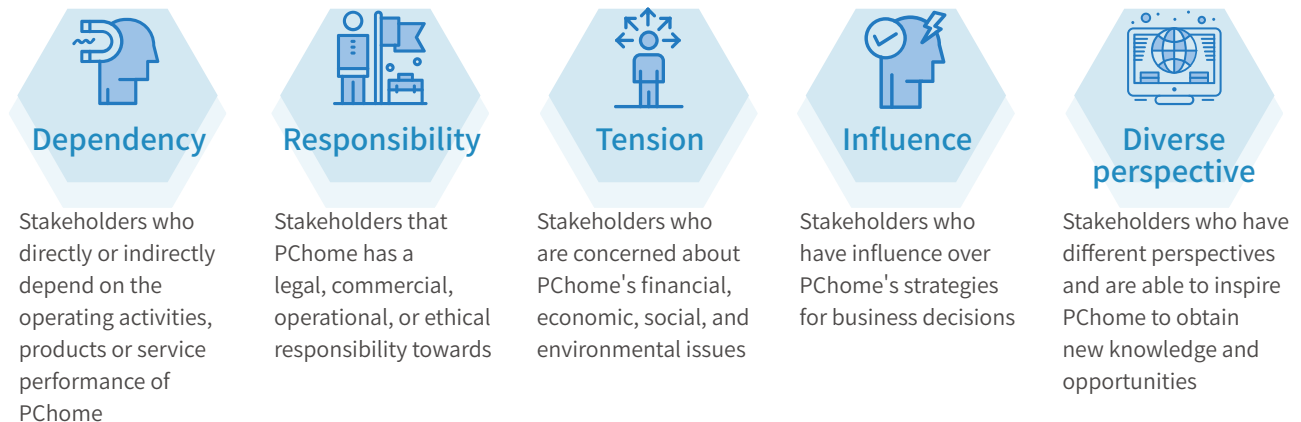 Dependency
Stakeholders who
directly or indirectly
depend on the
operating activities,
products or service
performance of
PChome
Responsibility
Stakeholders that
PChome has a
legal, commercial,
operational, or ethical
responsibility towards
Tension
Stakeholders who
are concerned about
PChome's financial,
economic, social, and
environmental issues
Influence
Stakeholders who
have influence over
PChome's strategies
for business decisions
Diverse
perspective
Stakeholders who have
different perspectives
and are able to inspire
PChome to obtain
new knowledge and
opportunities